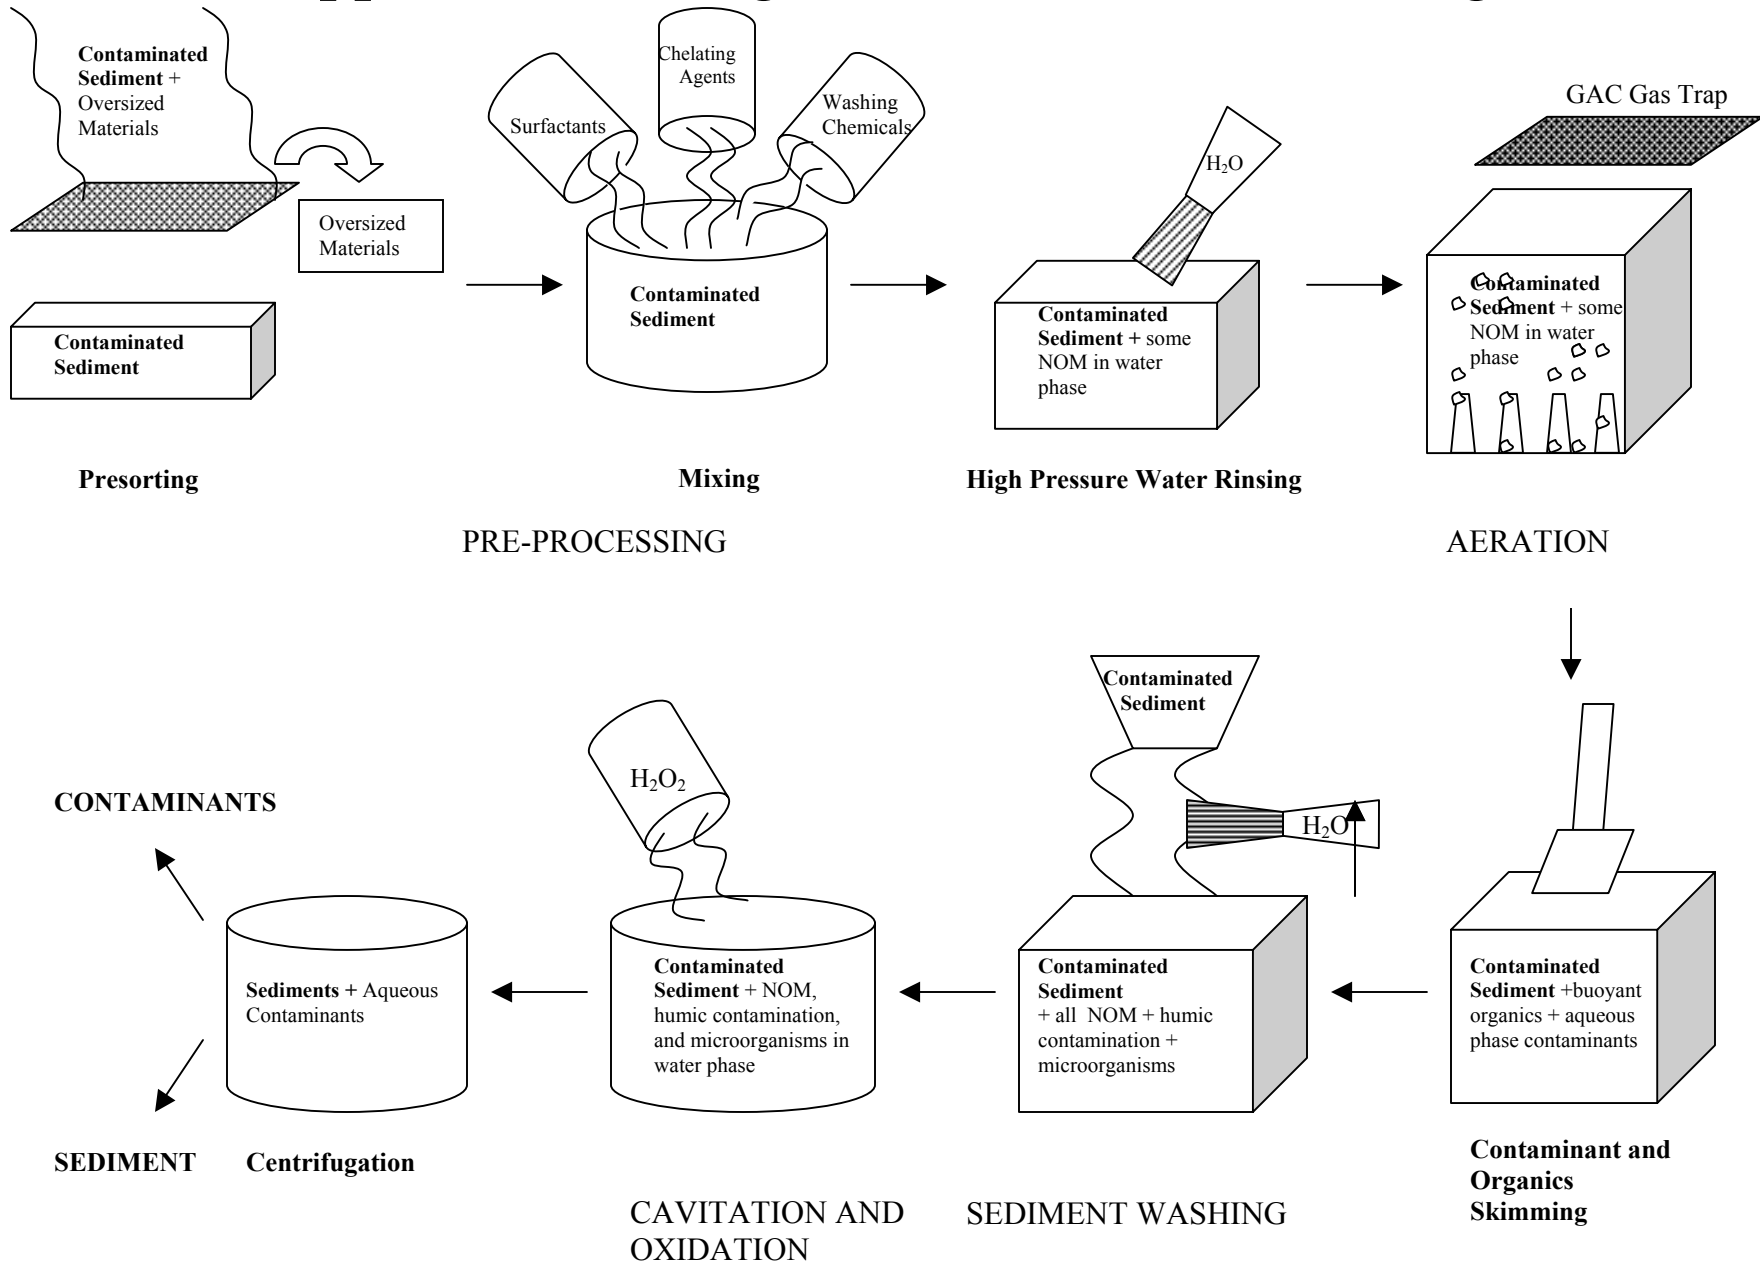 Contaminated
Sediment +
Oversized
Materials
Oversized
Materials
Contaminated
Sediment
Presorting
Surfactants
Chelating
Agents
Washing
Chemicals
Contaminated
Sediment
Mixing
H₂O
Contaminated
Sediment + some
NOM in water
phase
High Pressure Water Rinsing
PRE-PROCESSING
GAC Gas Trap
Contaminated
Sediment + some
NOM in water
phase
AERATION
Contaminated
Sediment +buoyant
organics + aqueous
phase contaminants
Contaminant and
Organics
Skimming
Contaminated
Sediment
H₂O
Contaminated
Sediment
+ all NOM + humic
contamination +
microorganisms
SEDIMENT WASHING
H₂O₂
Contaminated
Sediment + NOM,
humic contamination,
and microorganisms in
water phase
CAVITATION AND
OXIDATION
Sediments + Aqueous
Contaminants
Centrifugation
CONTAMINANTS
SEDIMENT